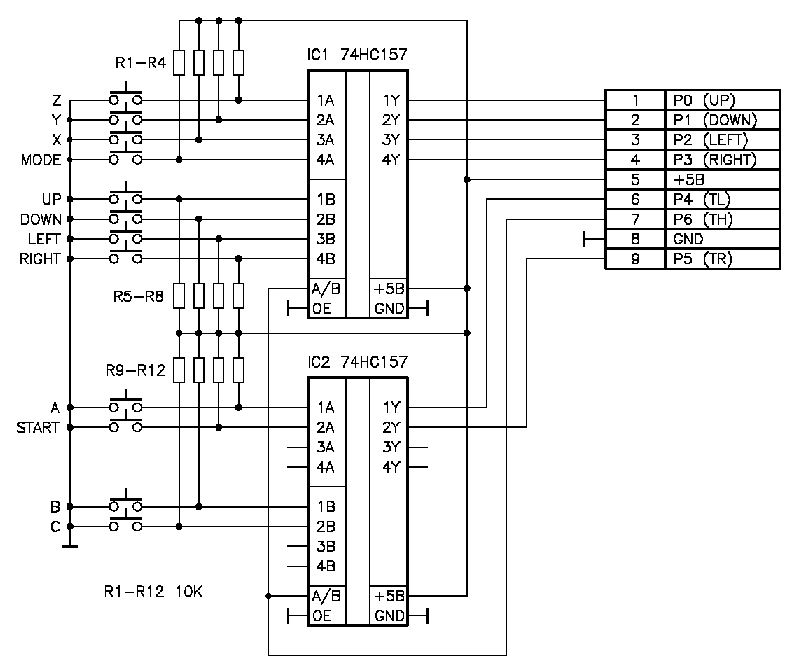 IC1 74HC157
R1-R4
Z 1A 1Y 1 P0 (UP)
Y 2A 2Y 2 P1 (DOWN)
X 3A 3Y 3 P2 (LEFT)
MODE 4A 4Y 4 P3 (RIGHT)
5 +5B
UP 1B 6 P4 (TL)
DOWN 2B 7 P6 (TH)
LEFT 3B 8 GND
RIGHT 4B 9 P5 (TR)
A/B +5B
R5-R8
OE GND
IC2 74HC157
R9-R12
A 1A 1Y
START 2A 2Y
3A 3Y
4A 4Y
B 1B
C 2B
3B
4B
R1-R12 10K
A/B +5B
OE GND